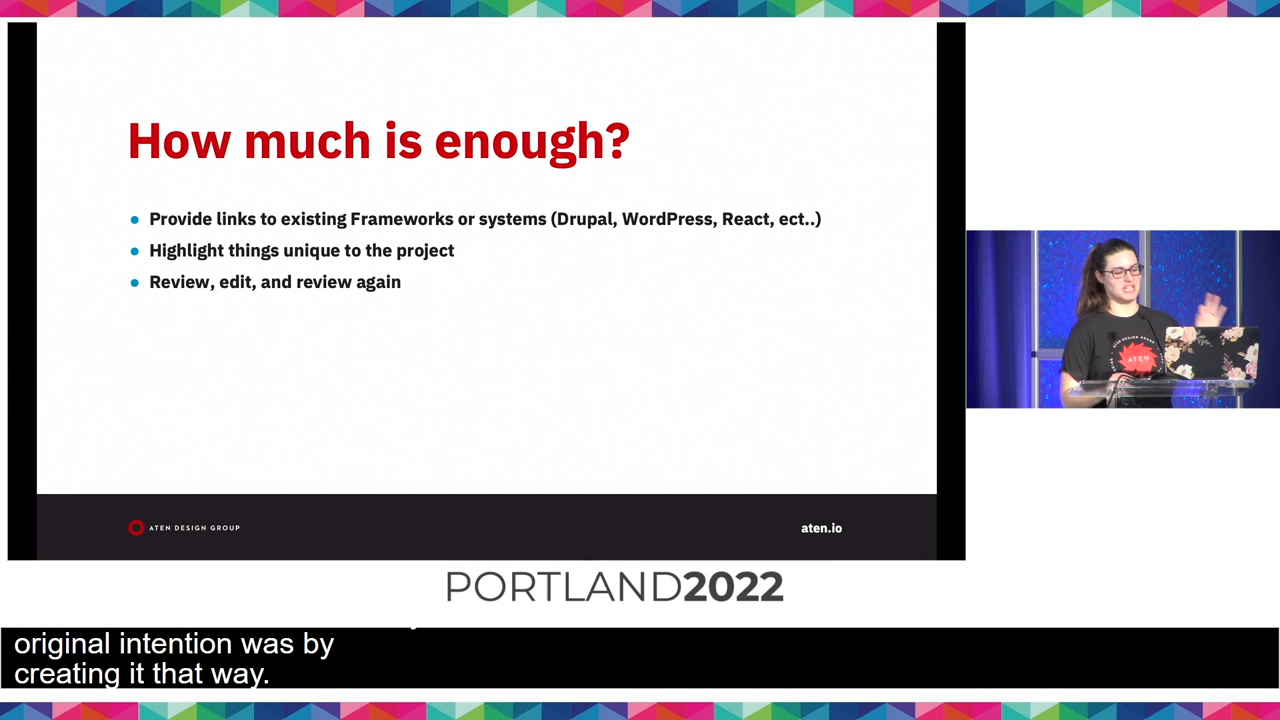 How much is enough?
Provide links to existing Frameworks or systems (Drupal, WordPress, React, ect..)
Highlight things unique to the project
Review, edit, and review again
ATEN DESIGN GROUP
aten.io
ATEN
PORTLAND2022
original intention was by
creating it that way.